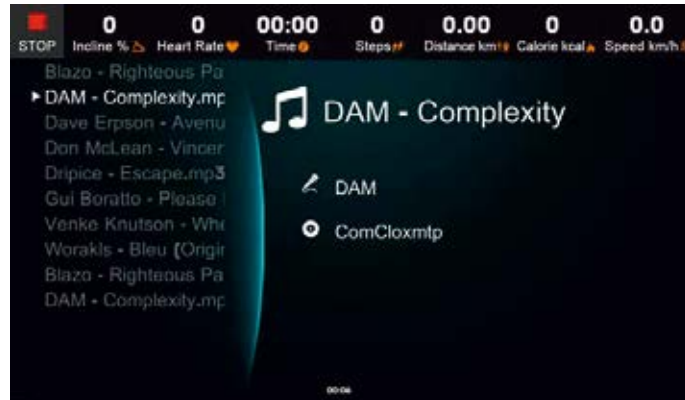 0 0 00:00 0 0.00 0 0.0
STOP Incline % Heart Rate Time Steps Distance km Calorie kcal Speed km/h
Blazo - Righteous Pa
DAM - Complexity.mp
Dave Erpson - Avenu
Don McLean - Vincer
Dripice - Escape.mp3
Gui Boratto - Please
Venke Knutson - Whe
Worakls - Bleu (Origin
Blazo - Righteous Pa
DAM - Complexity.mp
DAM - Complexity
DAM
ComCloxmtp
00:06